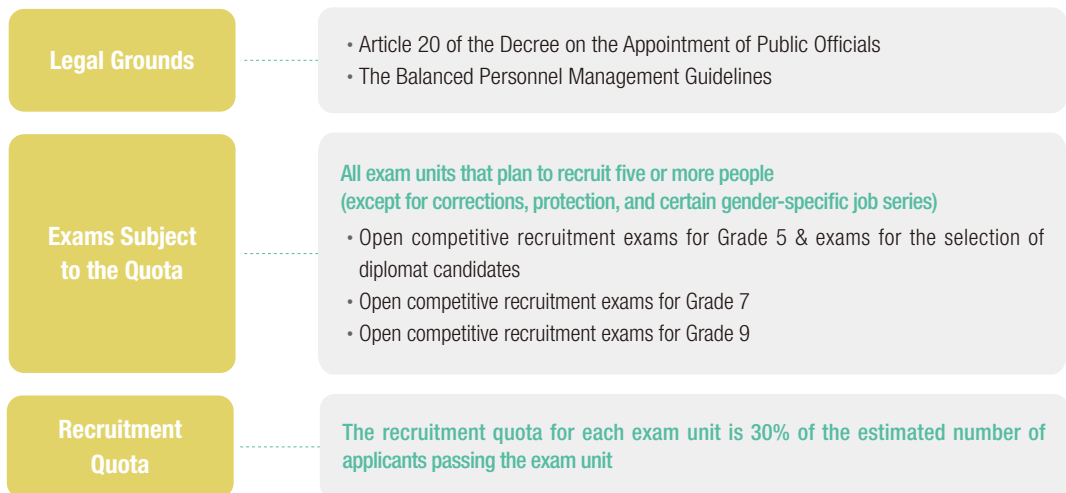 Legal Grounds
• Article 20 of the Decree on the Appointment of Public Officials
• The Balanced Personnel Management Guidelines
Exams Subject
to the Quota
All exam units that plan to recruit five or more people
(except for corrections, protection, and certain gender-specific job series)
• Open competitive recruitment exams for Grade 5 & exams for the selection of
diplomat candidates
• Open competitive recruitment exams for Grade 7
• Open competitive recruitment exams for Grade 9
Recruitment
Quota
The recruitment quota for each exam unit is 30% of the estimated number of
applicants passing the exam unit